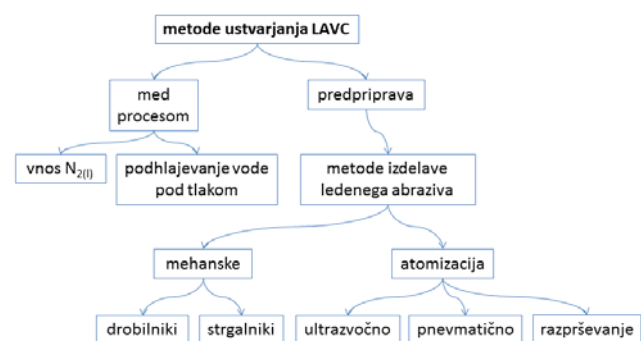 metode ustvarjanja LAVC
med
procesom
predpriprava
vnos N2(l)
podhlajevanje vode
pod tlakom
metode izdelave
ledenega abraziva
mehanske
atomizacija
drobilniki
strgalniki
ultrazvočno
pnevmatično
razprševanje